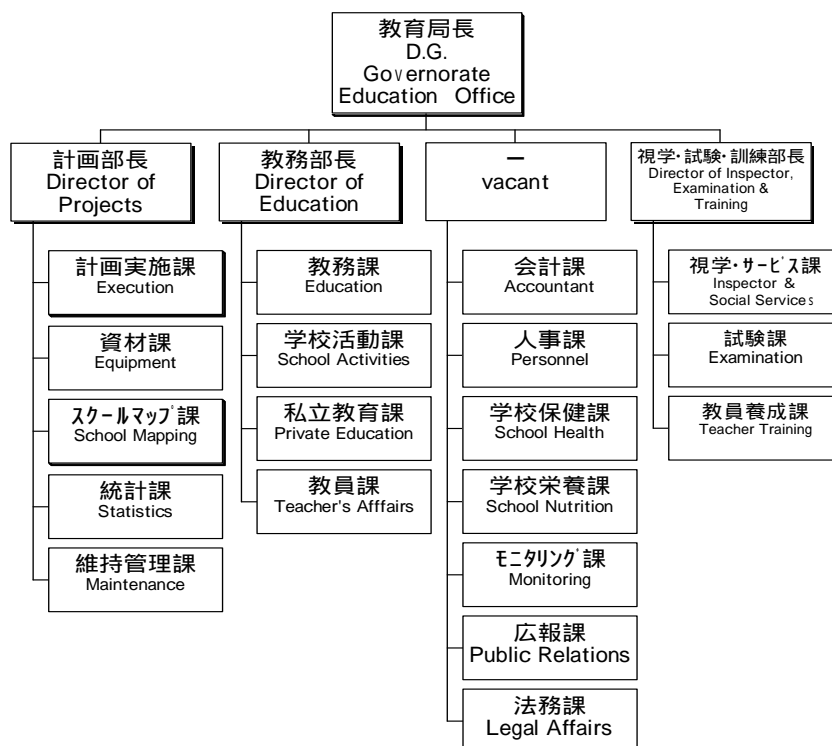 教育局長
D.G.
Governorate
Education Office
計画部長
Director of
Projects
教務部長
Director of
Education
ー
vacant
視学・試験・訓練部長
Director of Inspector,
Examination &
Training
計画実施課
Execution
資材課
Equipment
スクールマップ課
School Mapping
統計課
Statistics
維持管理課
Maintenance
教務課
Education
学校活動課
School Activities
私立教育課
Private Education
教員課
Teacher's Afffairs
会計課
Accountant
人事課
Personnel
学校保健課
School Health
学校栄養課
School Nutrition
モニタリング課
Monitoring
広報課
Public Relations
法務課
Legal Affairs
視学・サービス課
Inspector &
Social Services
試験課
Examination
教員養成課
Teacher Training